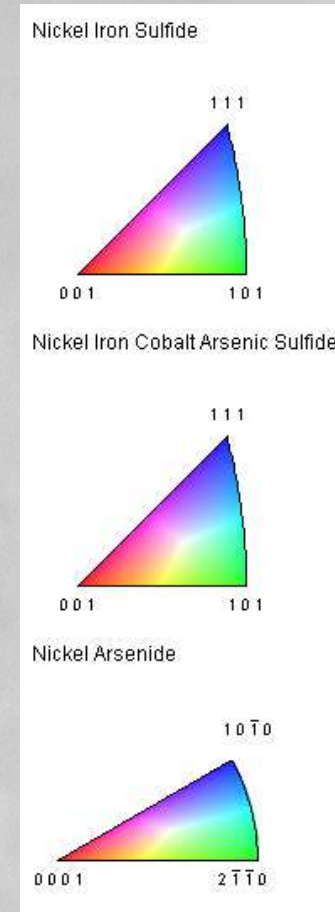 Nickel Iron Sulfide
1 1 1
0 0 1 1 0 1
Nickel Iron Cobalt Arsenic Sulfide
1 1 1
0 0 1 1 0 1
Nickel Arsenide
1 0 1̅ 0
0 0 0 1 2 1̅ 1̅ 0